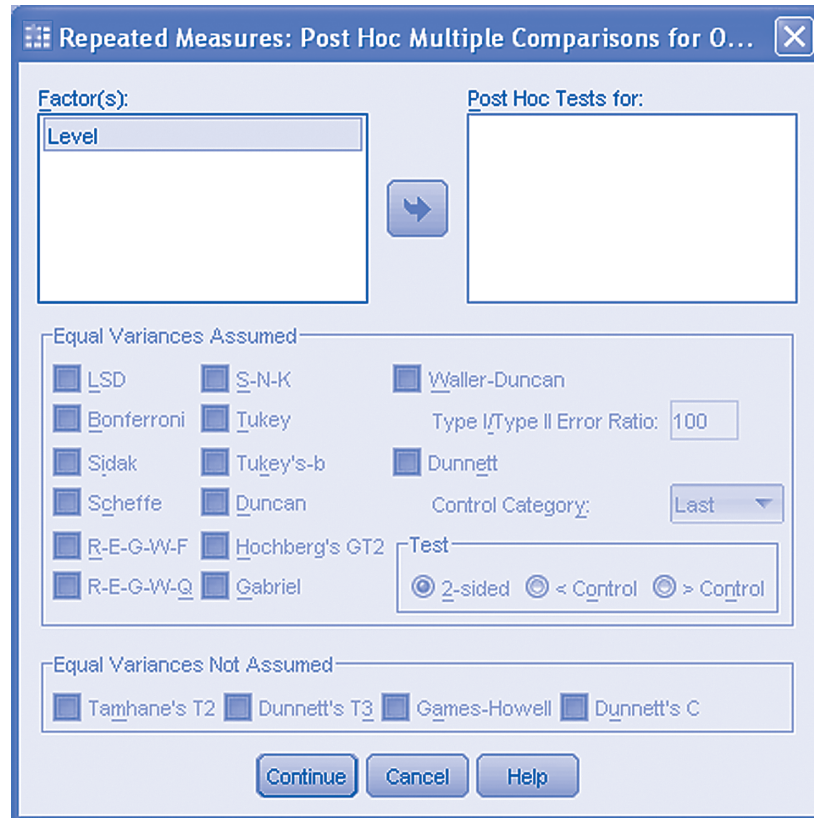 Repeated Measures: Post Hoc Multiple Comparisons for O...
Factor(s):
Post Hoc Tests for:
Level
Equal Variances Assumed
LSD
S-N-K
Waller-Duncan
Bonferroni
Tukey
Type I/Type II Error Ratio: 100
Sidak
Tukey's-b
Dunnett
Scheffe
Duncan
Control Category: Last
R-E-G-W-F
Hochberg's GT2
Test
R-E-G-W-Q
Gabriel
2-sided
< Control
> Control
Equal Variances Not Assumed
Tamhane's T2
Dunnett's T3
Games-Howell
Dunnett's C
Continue
Cancel
Help